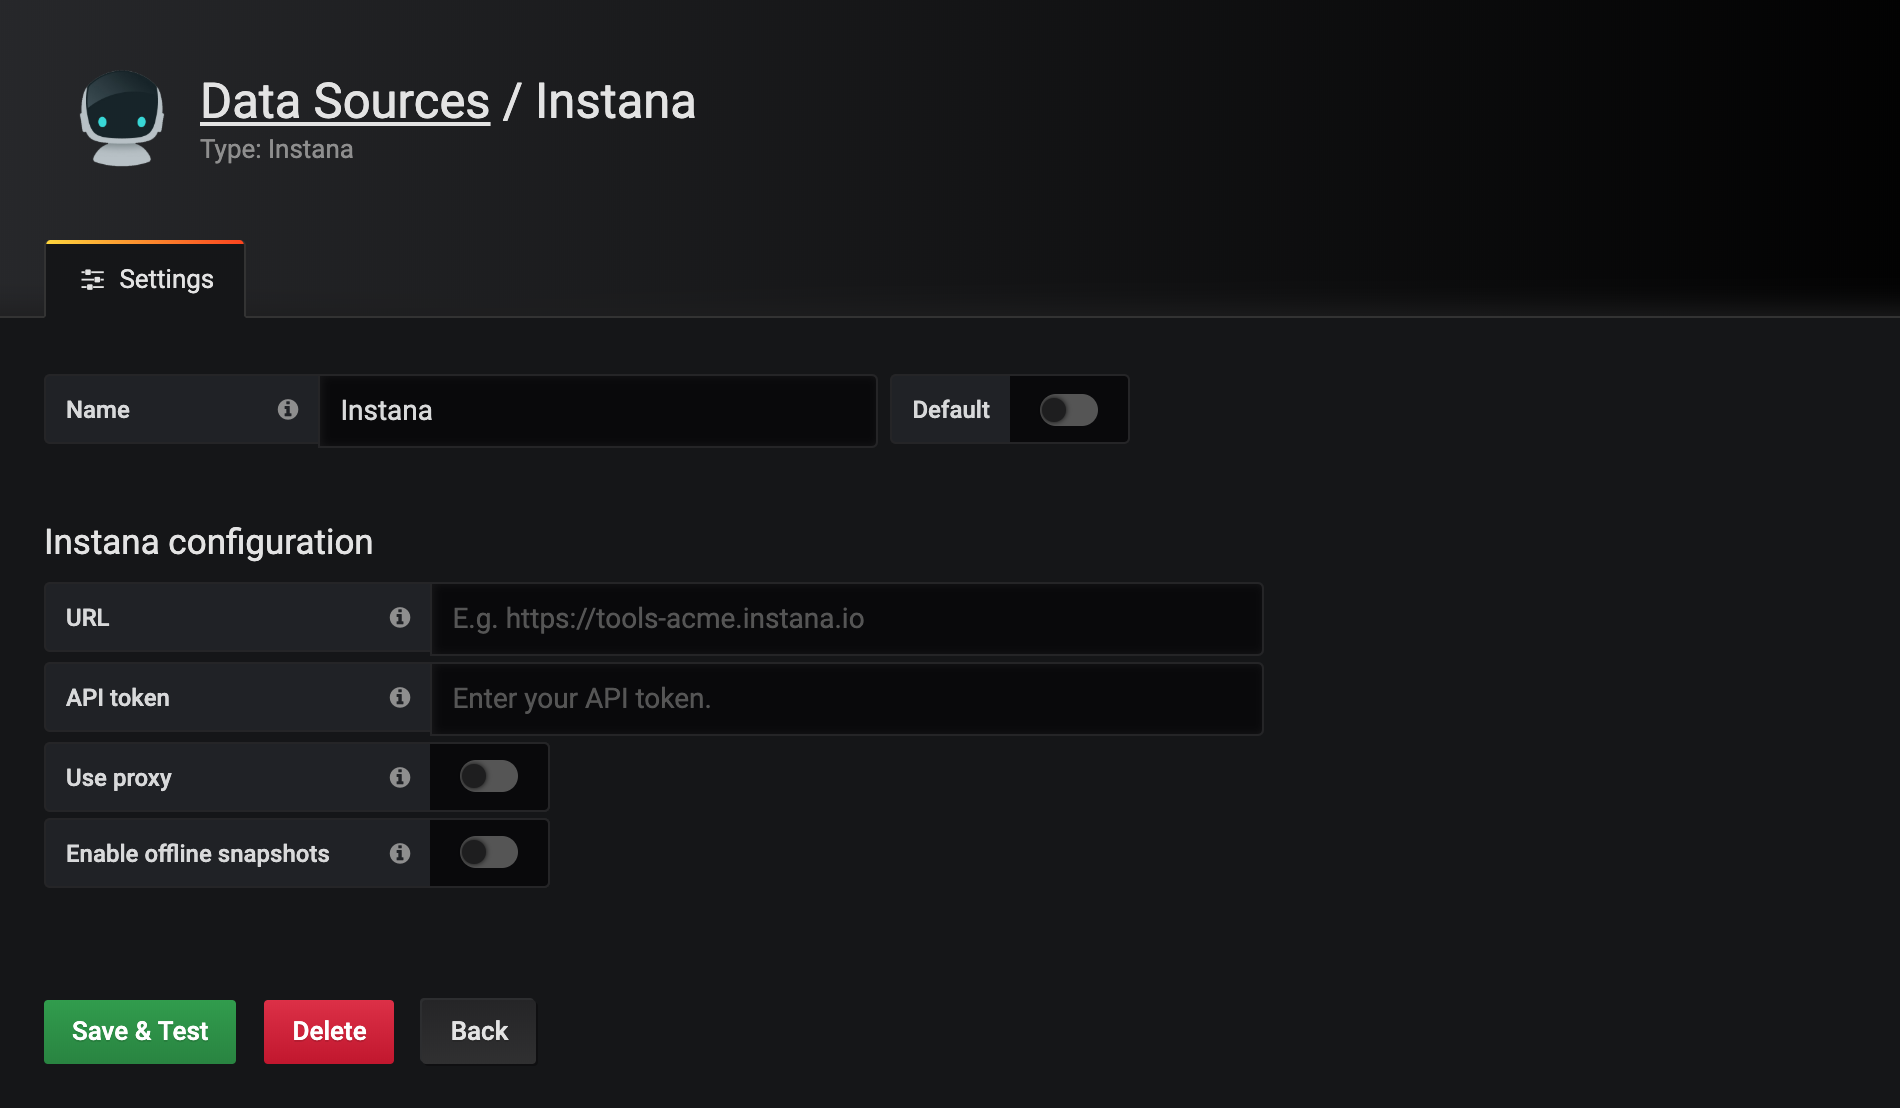 Data Sources / Instana
Type: Instana
Settings
Name
Instana
Default
Instana configuration
URL
E.g. https://tools-acme.instana.io
API token
Enter your API token.
Use proxy
Enable offline snapshots
Save & Test
Delete
Back